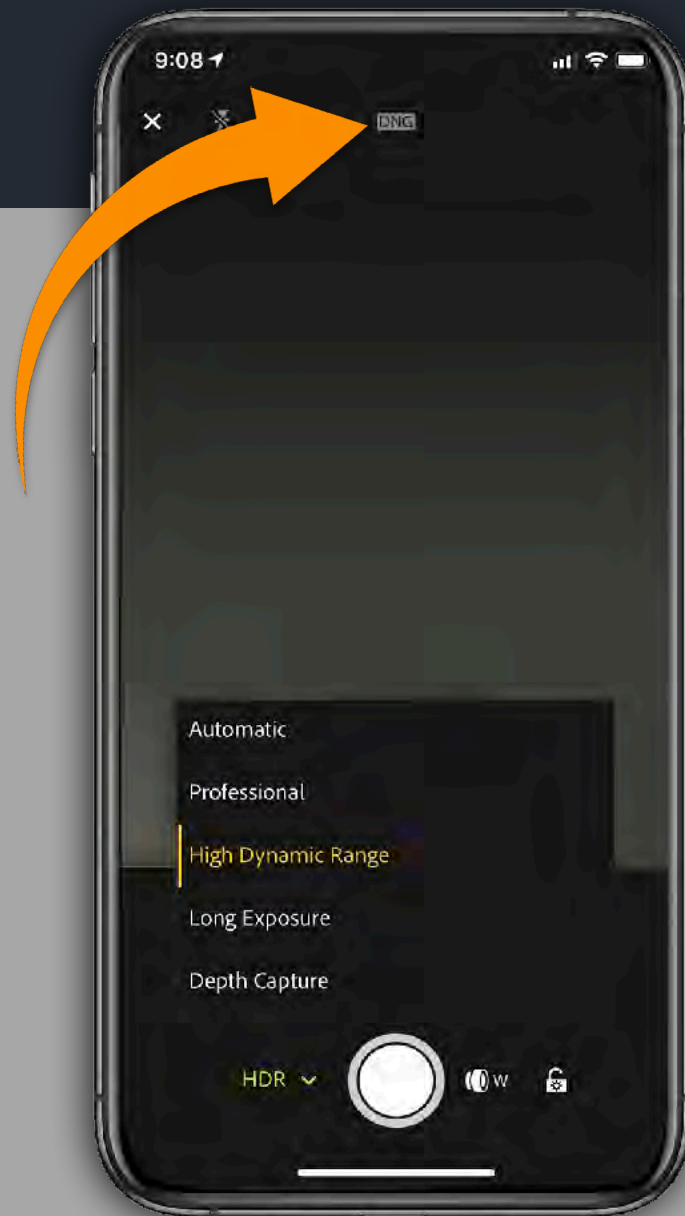 9:08
DNG
Automatic
Professional
High Dynamic Range
Long Exposure
Depth Capture
HDR
W